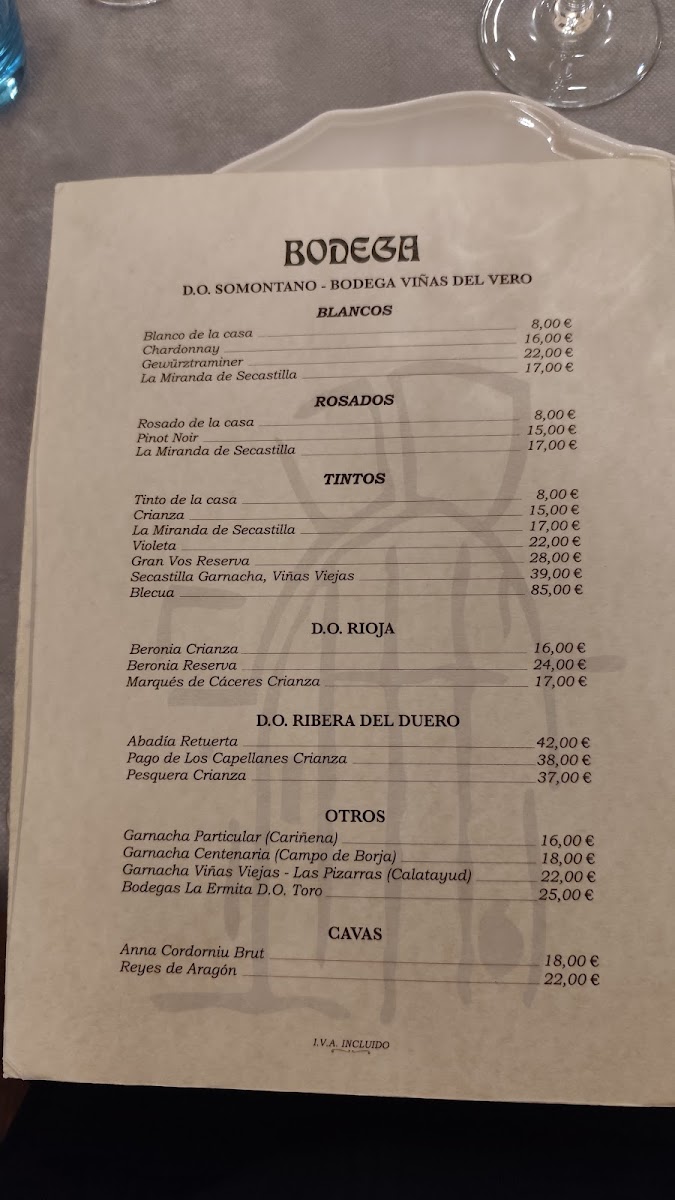 BODEGA
D.O. SOMONTANO - BODEGA VIÑAS DEL VERO
BLANCOS
Blanco de la casa 8,00 €
Chardonnay 16,00 €
Gewürztraminer 22,00 €
La Miranda de Secastilla 17,00 €
ROSADOS
Rosado de la casa 8,00 €
Pinot Noir 15,00 €
La Miranda de Secastilla 17,00 €
TINTOS
Tinto de la casa 8,00 €
Crianza 15,00 €
La Miranda de Secastilla 17,00 €
Violeta 22,00 €
Gran Vos Reserva 28,00 €
Secastilla Garnacha, Viñas Viejas 39,00 €
Blecua 85,00 €
D.O. RIOJA
Beronia Crianza 16,00 €
Beronia Reserva 24,00 €
Marqués de Cáceres Crianza 17,00 €
D.O. RIBERA DEL DUERO
Abadía Retuerta 42,00 €
Pago de Los Capellanes Crianza 38,00 €
Pesquera Crianza 37,00 €
OTROS
Garnacha Particular (Cariñena) 16,00 €
Garnacha Centenaria (Campo de Borja) 18,00 €
Garnacha Viñas Viejas - Las Pizarras (Calatayud) 22,00 €
Bodegas La Ermita D.O. Toro 25,00 €
CAVAS
Anna Cordorniu Brut 18,00 €
Reyes de Aragón 22,00 €
I.V.A. INCLUIDO